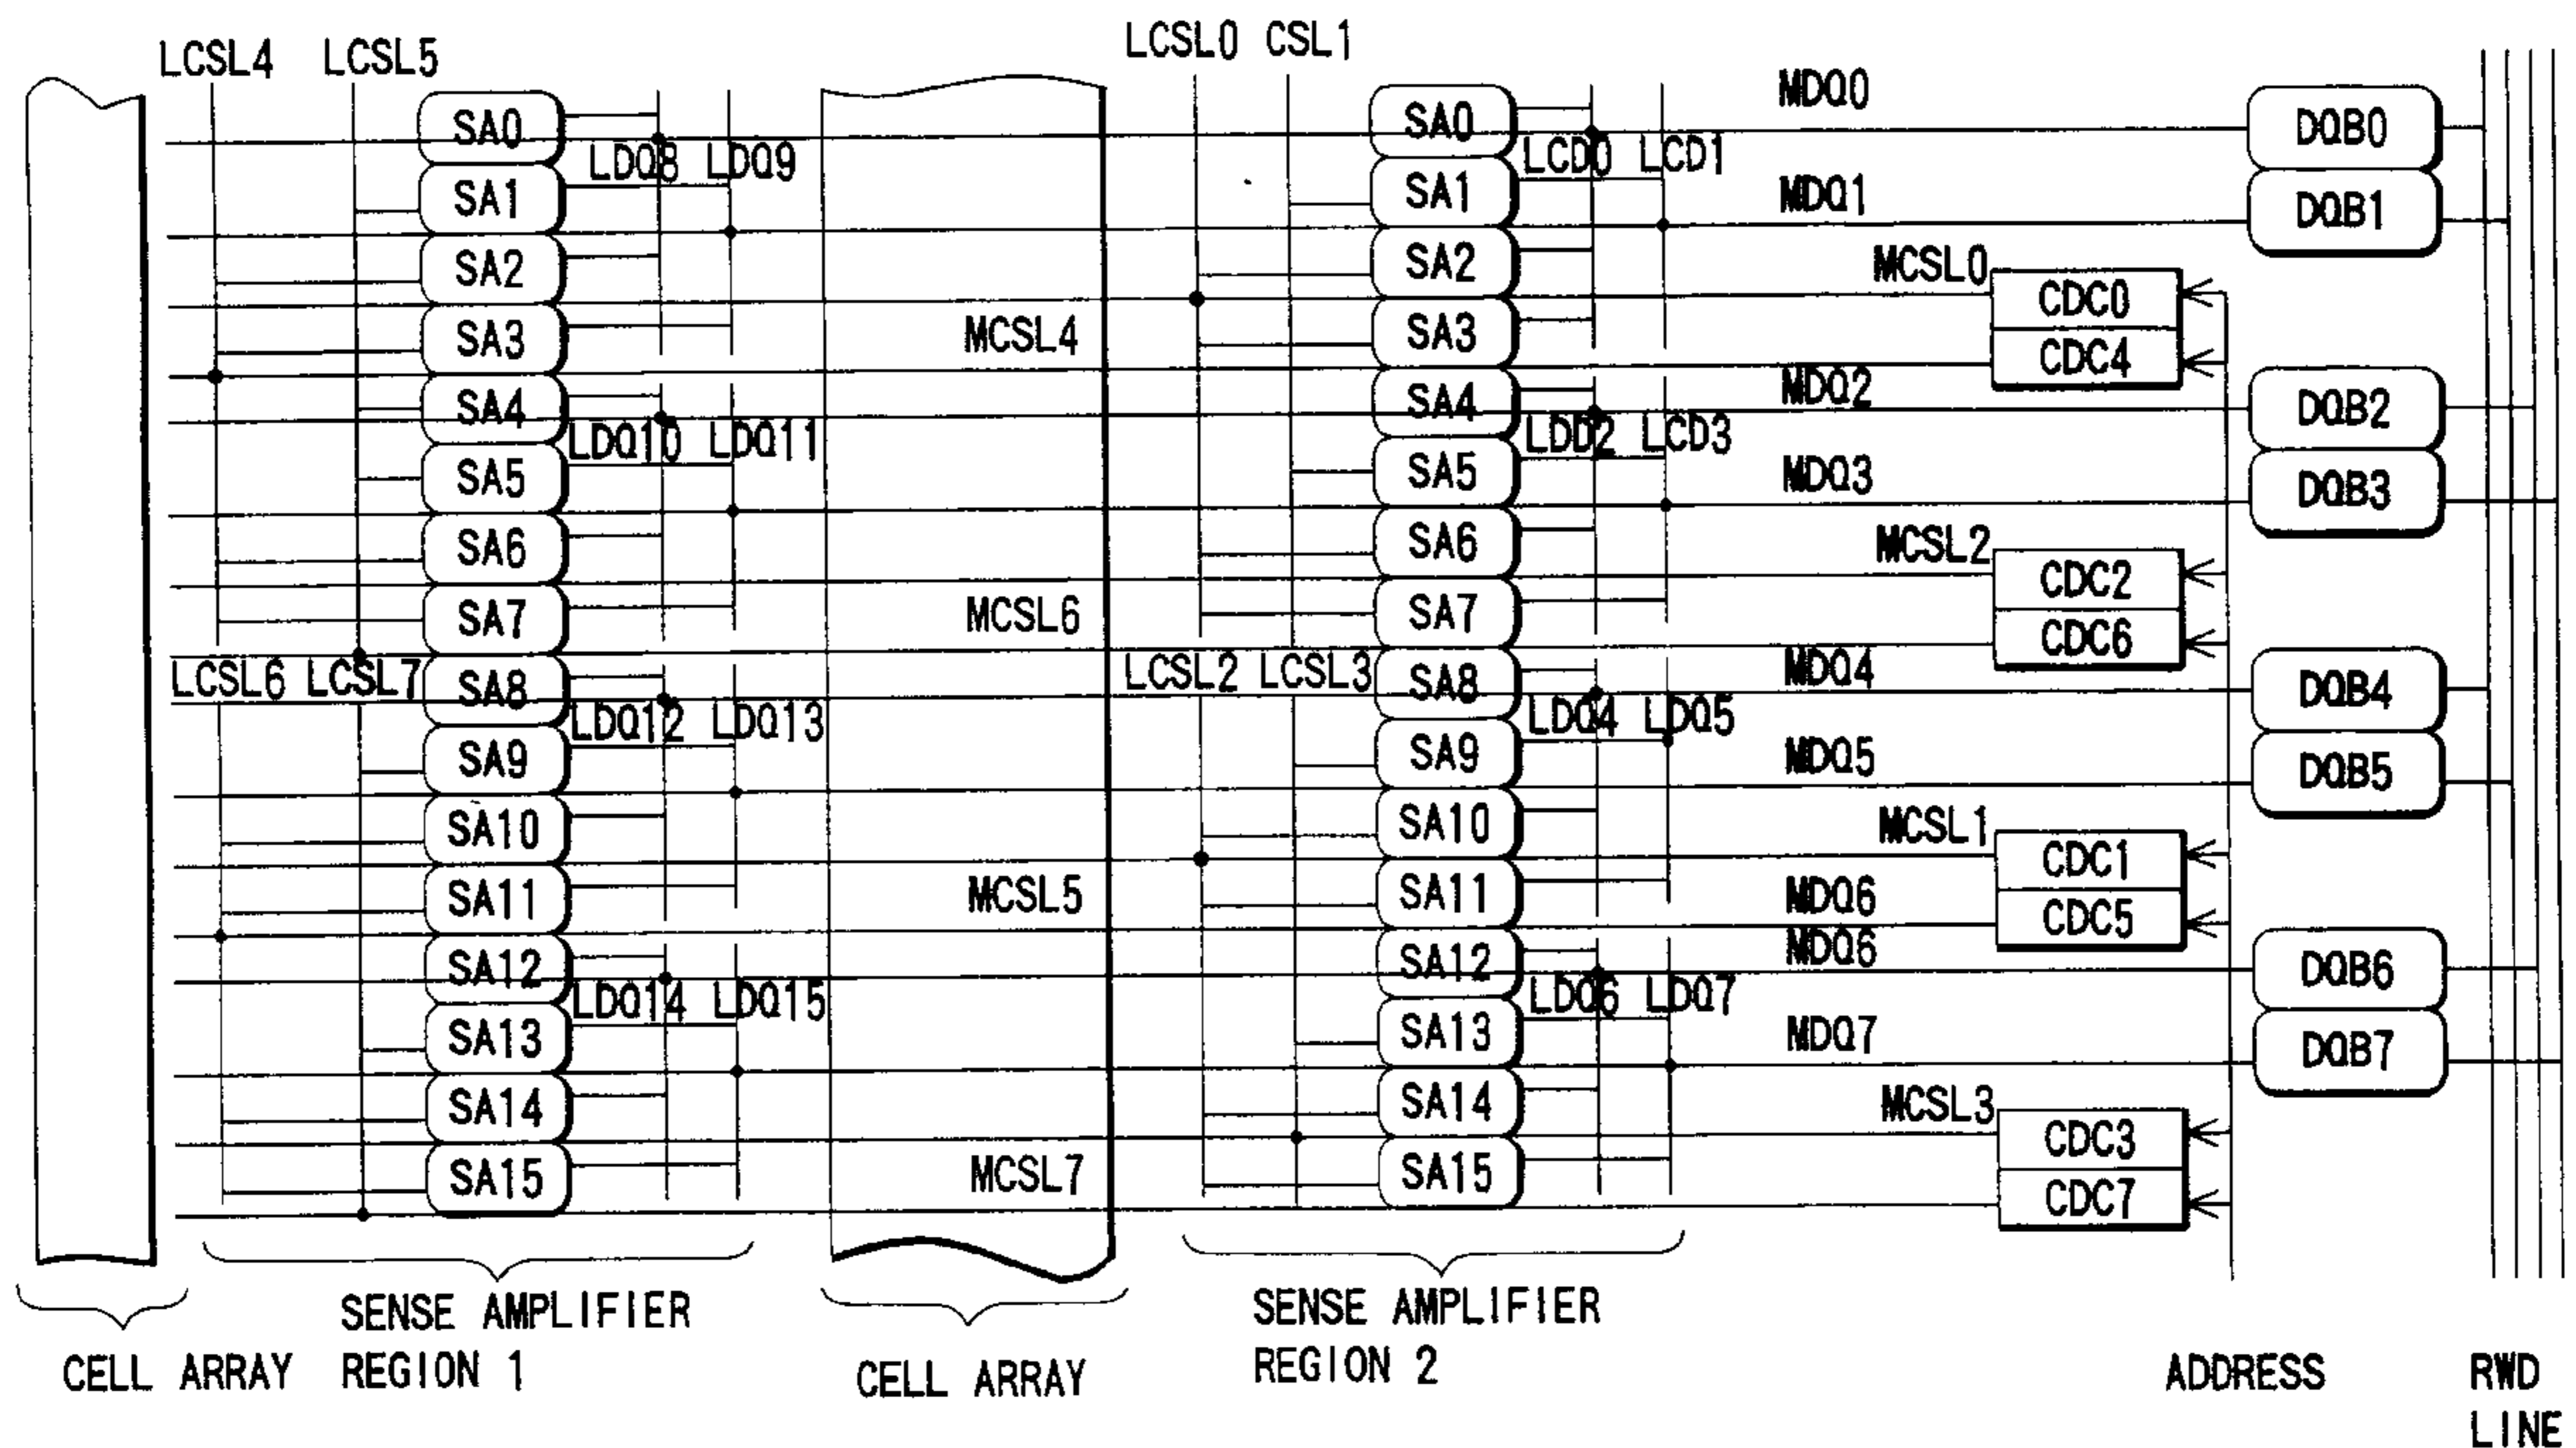 LCSL4 LCSL5 LCSL0 CSL1
SA0 SA0 MDQ0 DQB0
LDQ8 LDQ9 LCD0 LCD1
SA1 SA1 MDQ1 DQB1
SA2 SA2 MCSL0 CDC0
SA3 MCSL4 SA3 CDC4
SA4 SA4 MDQ2 DQB2
LDQ10 LDQ11 LDD2 LCD3
SA5 SA5 MDQ3 DQB3
SA6 SA6 MCSL2 CDC2
SA7 MCSL6 SA7 CDC6
LCSL6 LCSL7 SA8 LCSL2 LCSL3 SA8 MDQ4 DQB4
LDQ12 LDQ13 LDQ4 LDQ5
SA9 SA9 MDQ5 DQB5
SA10 SA10 MCSL1 CDC1
SA11 MCSL5 SA11 MDQ6 CDC5
SA12 SA12 MDQ6 DQB6
LDQ14 LDQ15 LDQ6 LDQ7
SA13 SA13 MDQ7 DQB7
SA14 SA14 MCSL3 CDC3
SA15 MCSL7 SA15 CDC7
SENSE AMPLIFIER
REGION 1
SENSE AMPLIFIER
REGION 2
CELL ARRAY
CELL ARRAY
ADDRESS
RWD
LINE